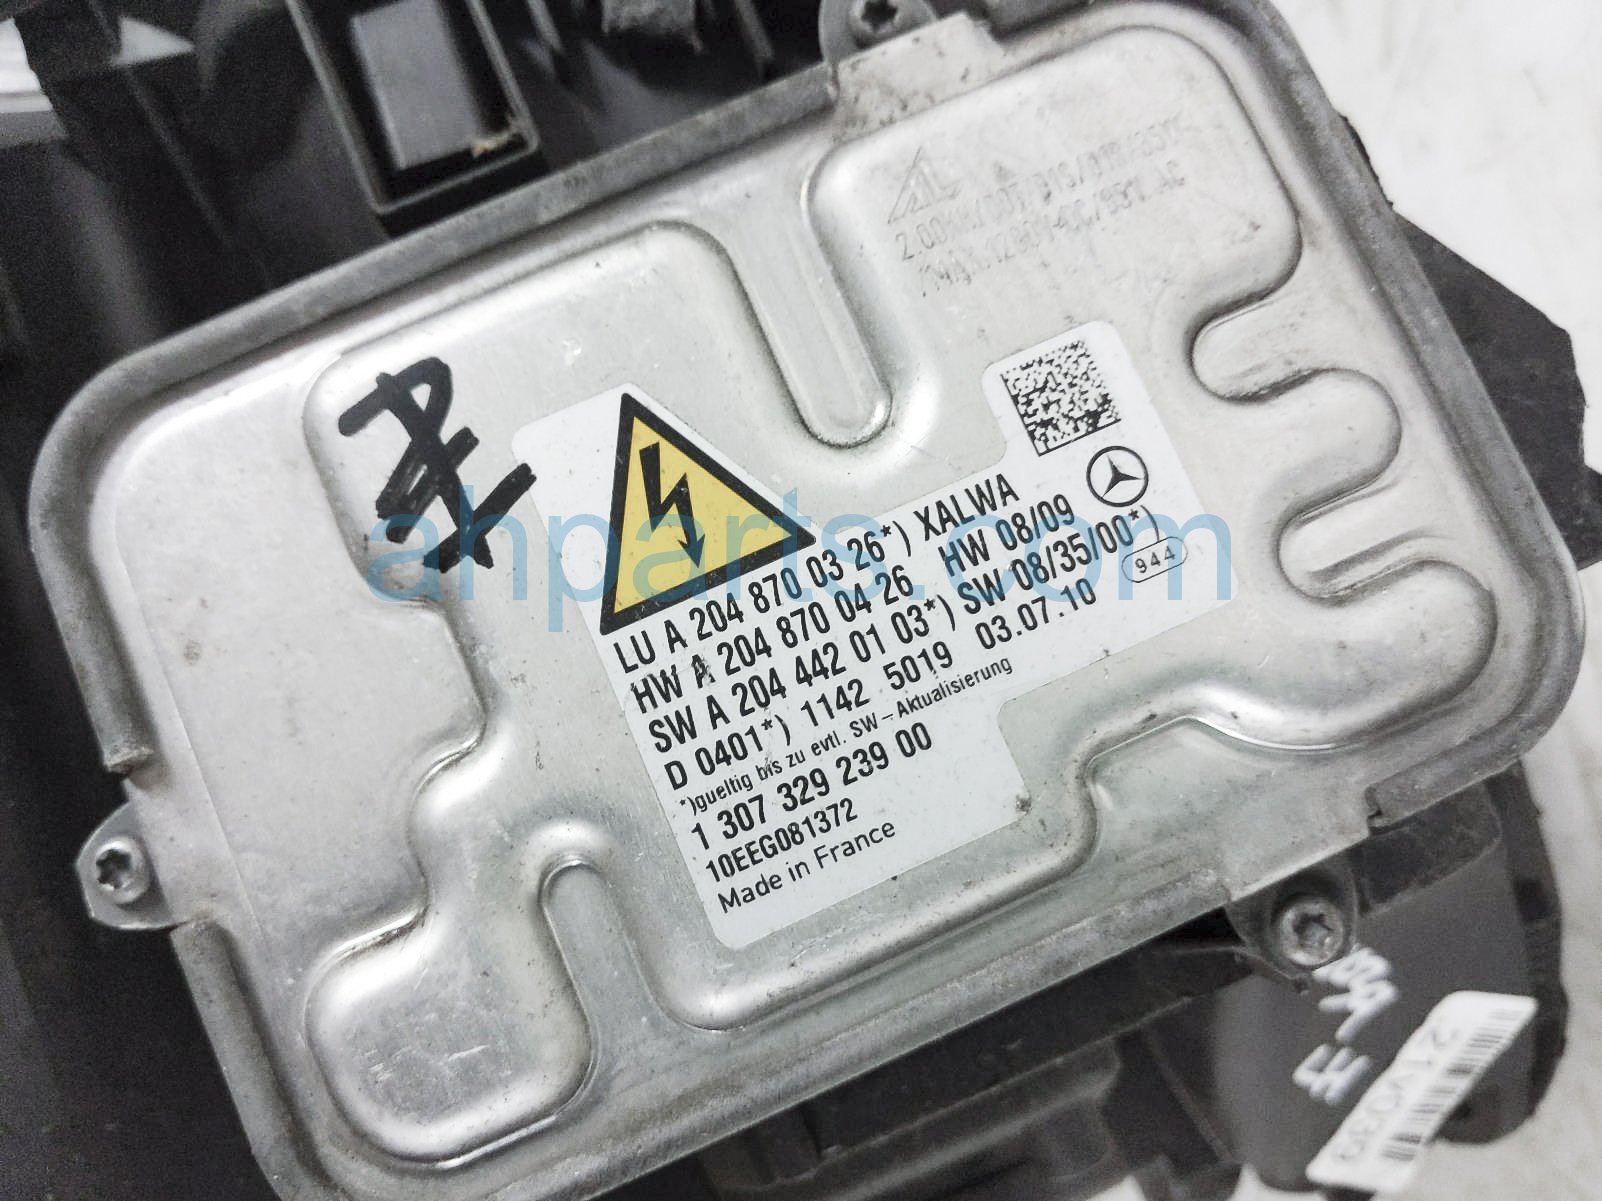 LU A 204 870 03 26*) XALWA
HW A 204 870 04 26 HW 08/09
SW A 204 442 01 03*) SW 08/35/00*)
D 0401*) 1142 5019 03.07.10
944
*)gueltig bis zu evtl. SW-Aktualisierung
1 307 329 239 00
10EEG081372
Made in France
ahparts.com
AL
21V039